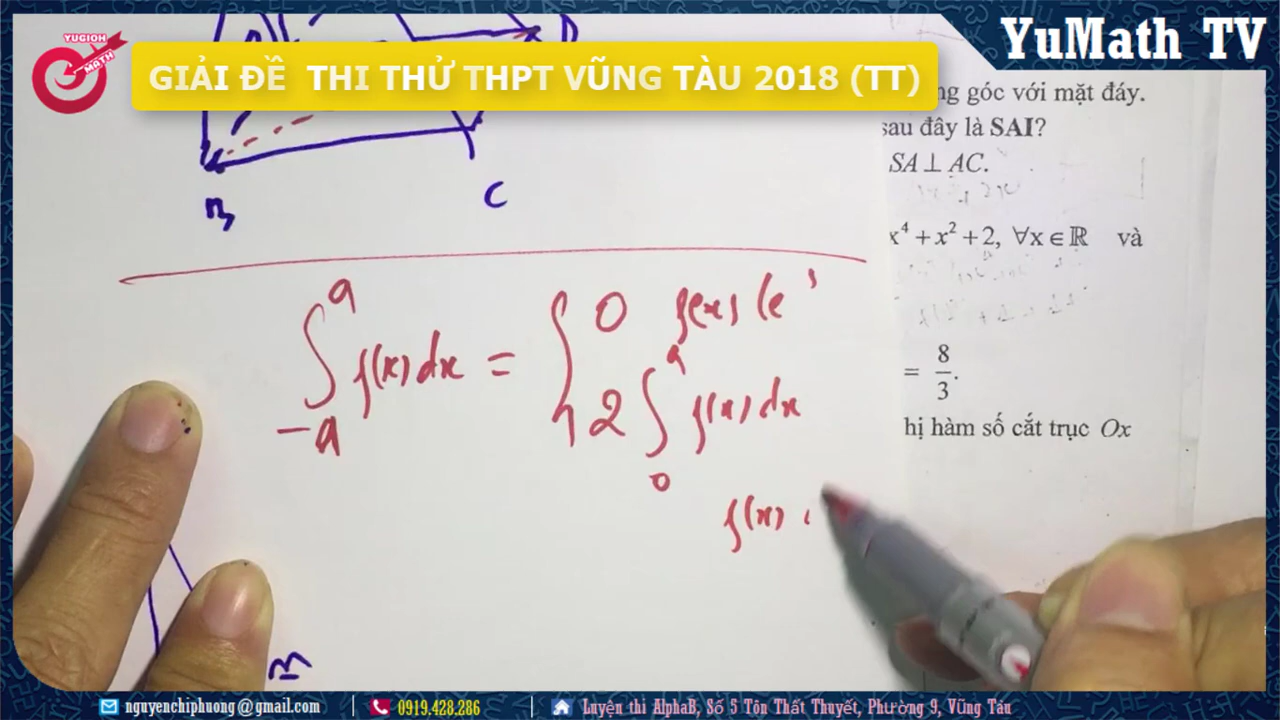 YuMath TV
YUGIOH
MATH
GIẢI ĐỀ THI THỬ THPT VŨNG TÀU 2018 (TT)
D
ng góc với mặt đáy.
sau đây là SAI?
SA ⊥ AC.
B
C
x⁴ + x² + 2, ∀x ∈ ℝ và
∫₋ₐᵃ f(x) dx = { 0 f(x) lẻ
2 ∫₀ᵃ f(x) dx
= 8/3.
hị hàm số cắt trục Ox
f(x)
M
nguyenchiphuong@gmail.com
0919.428.286
Luyện thi AlphaB, Số 5 Tôn Thất Thuyết, Phường 9, Vũng Tàu